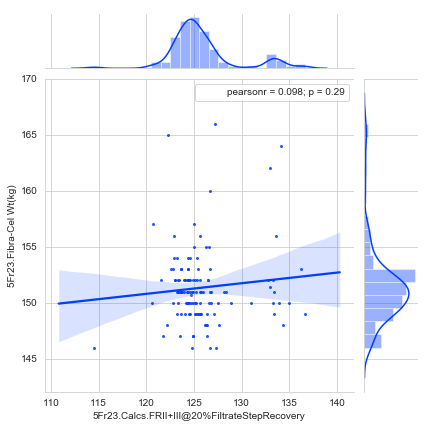 pearsonr = 0.098; p = 0.29
170
165
160
155
150
145
5Fr23.Fibra-Cel Wt(kg)
110 115 120 125 130 135 140
5Fr23.Calcs.FRII+III@20%FiltrateStepRecovery